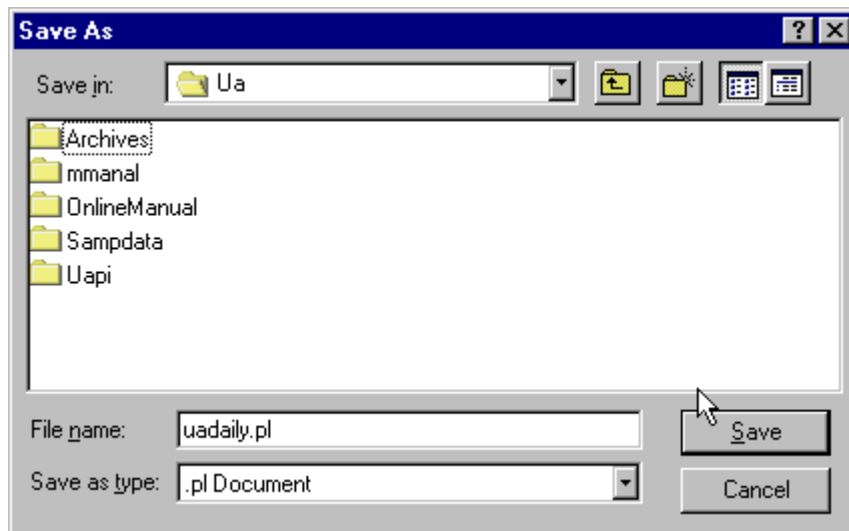 Save As
Save in: Ua
Archives
mmanal
OnlineManual
Sampdata
Uapi
File name: uadaily.pl
Save
Save as type: .pl Document
Cancel